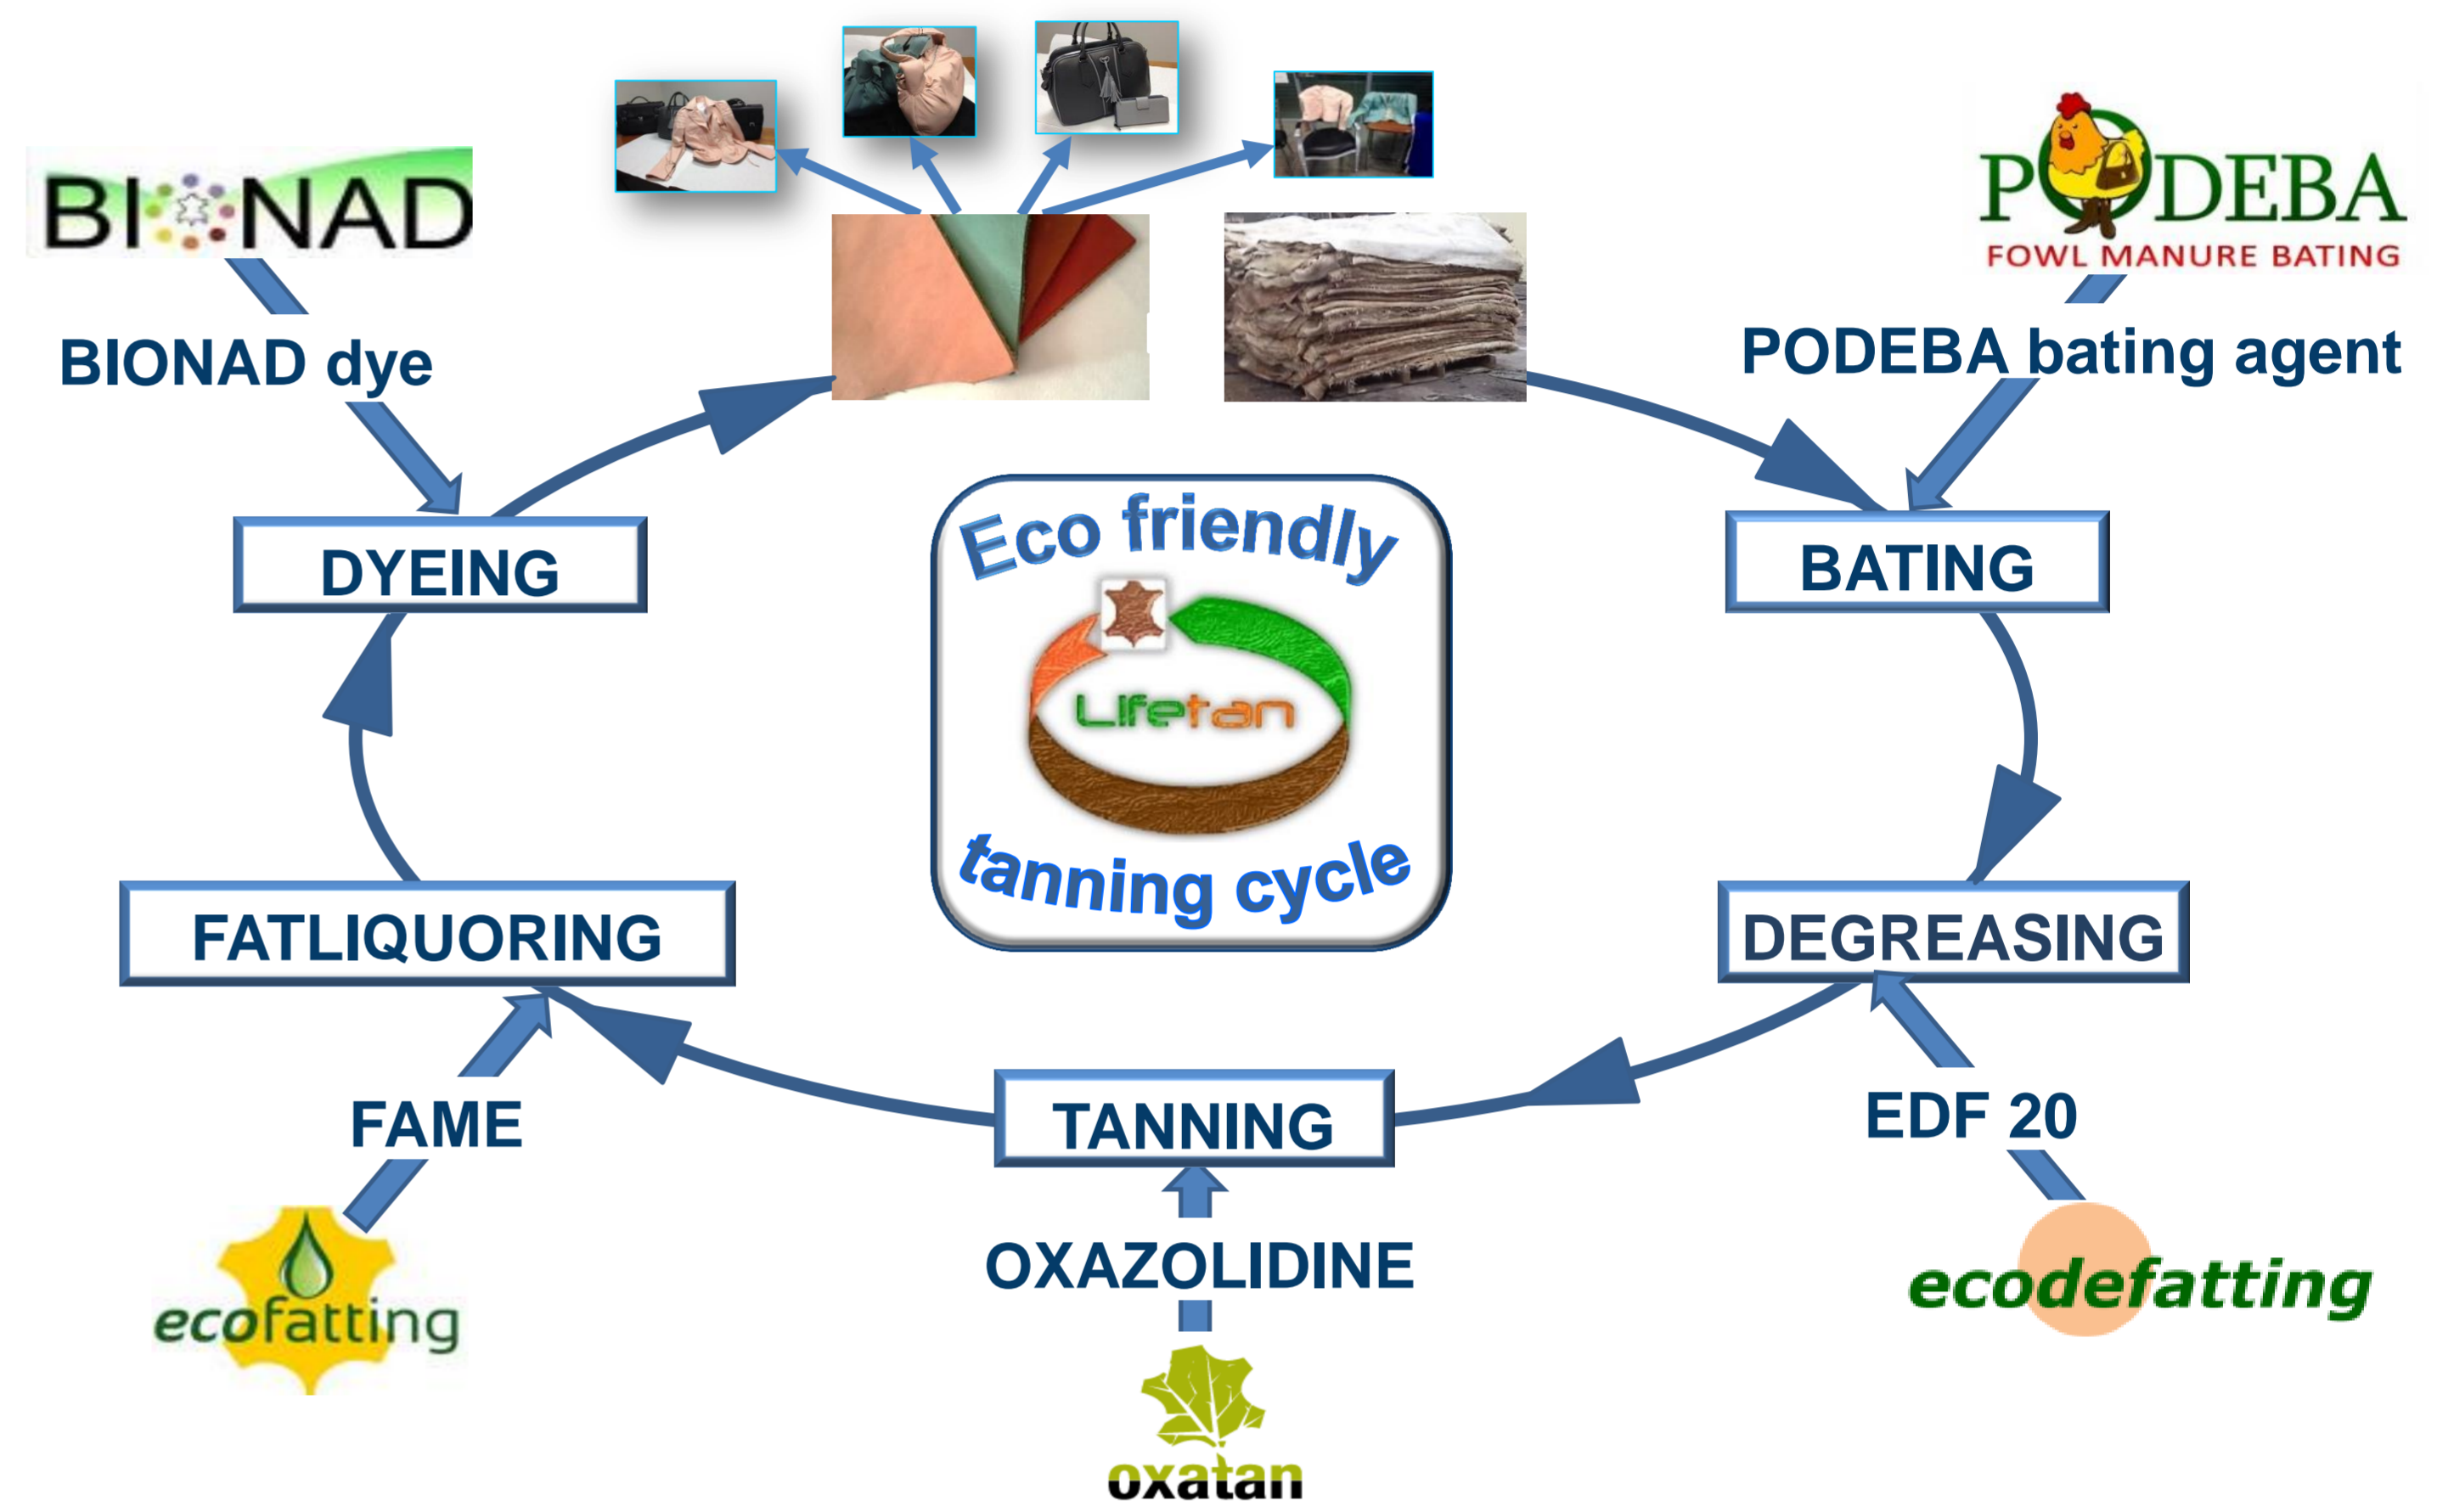 BIONAD
PODEBA
FOWL MANURE BATING
BIONAD dye
PODEBA bating agent
DYEING
BATING
Eco friendly
Lifetan
tanning cycle
FATLIQUORING
DEGREASING
TANNING
FAME
EDF 20
OXAZOLIDINE
ecofatting
ecodefatting
oxatan